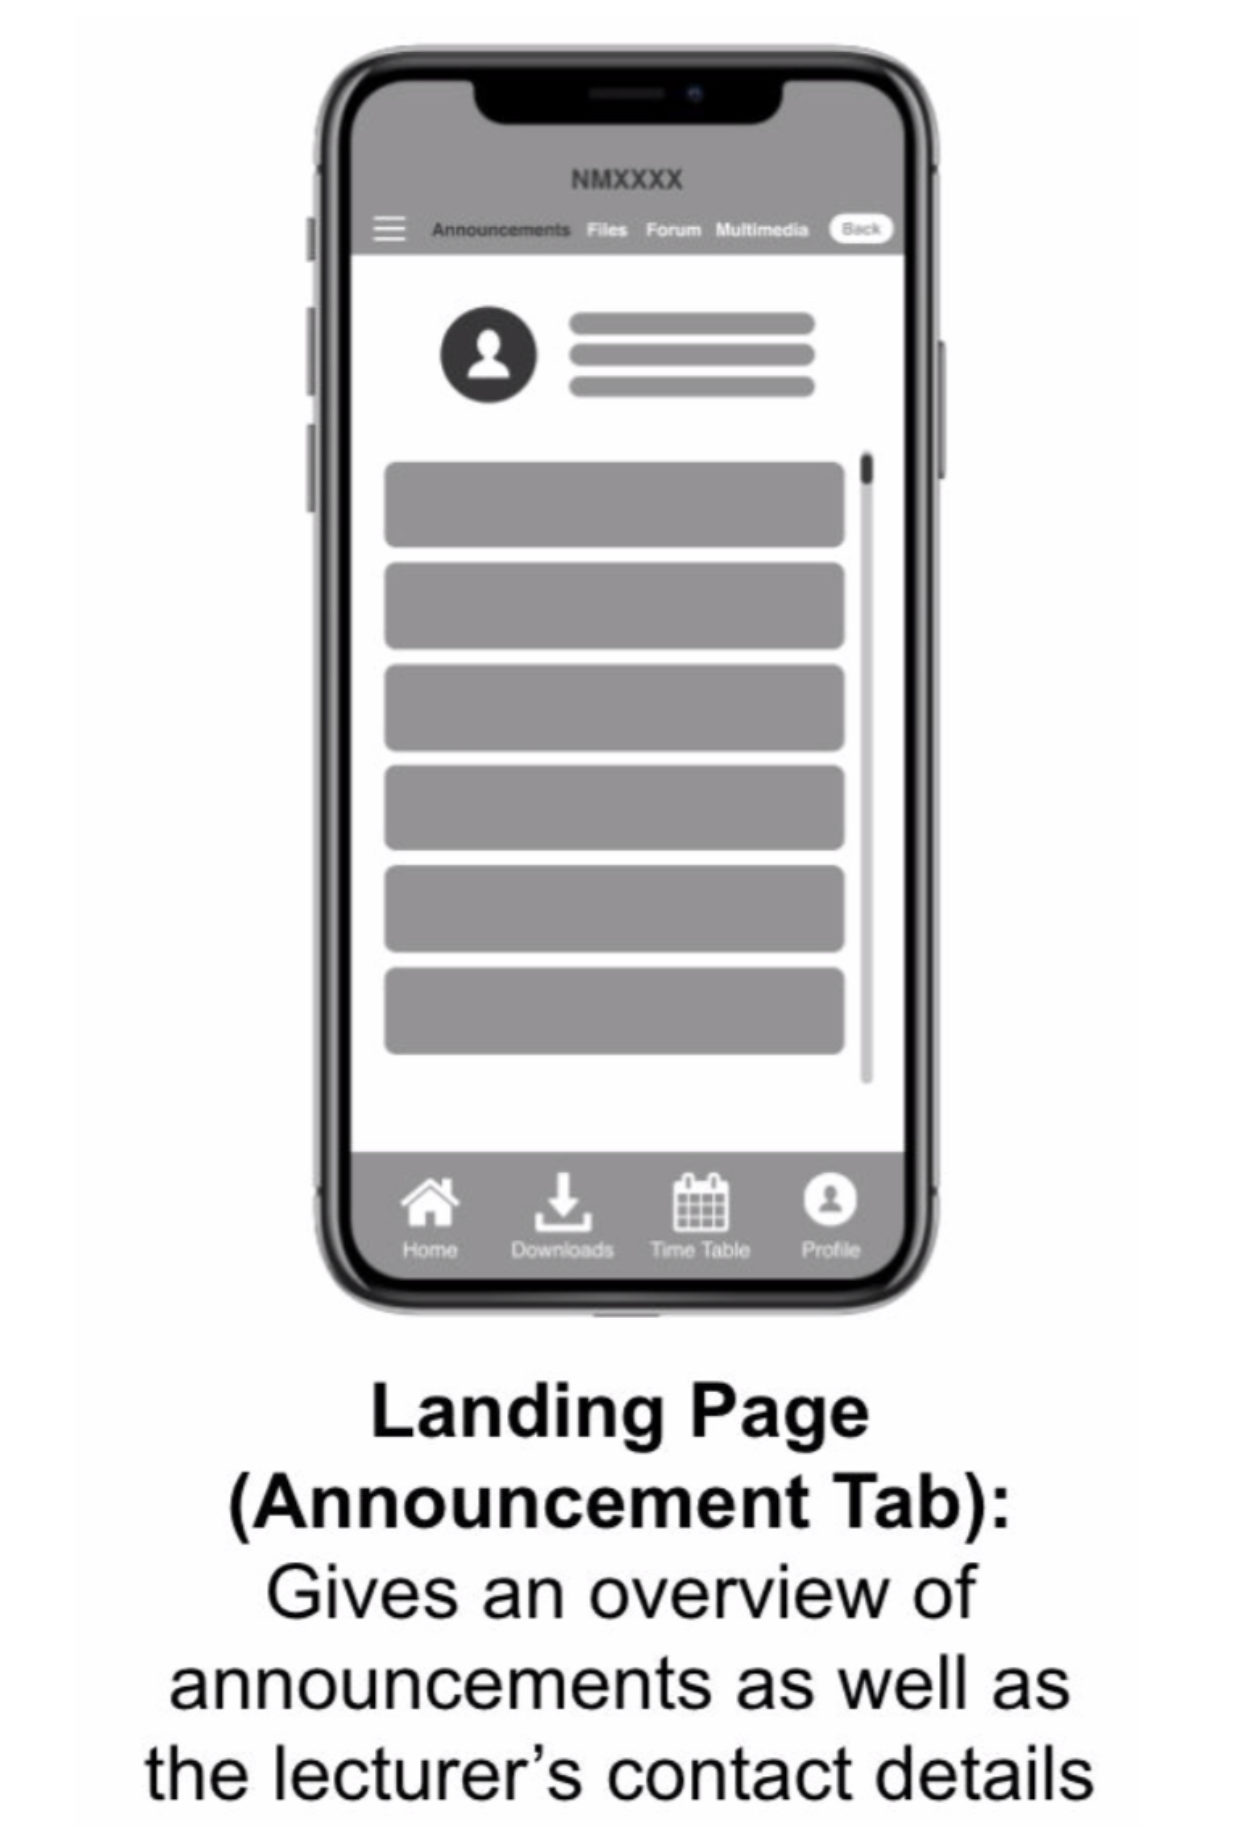 NMXXXX
Announcements Files Forum Multimedia Back
Home Downloads Time Table Profile
Landing Page
(Announcement Tab):
Gives an overview of
announcements as well as
the lecturer’s contact details